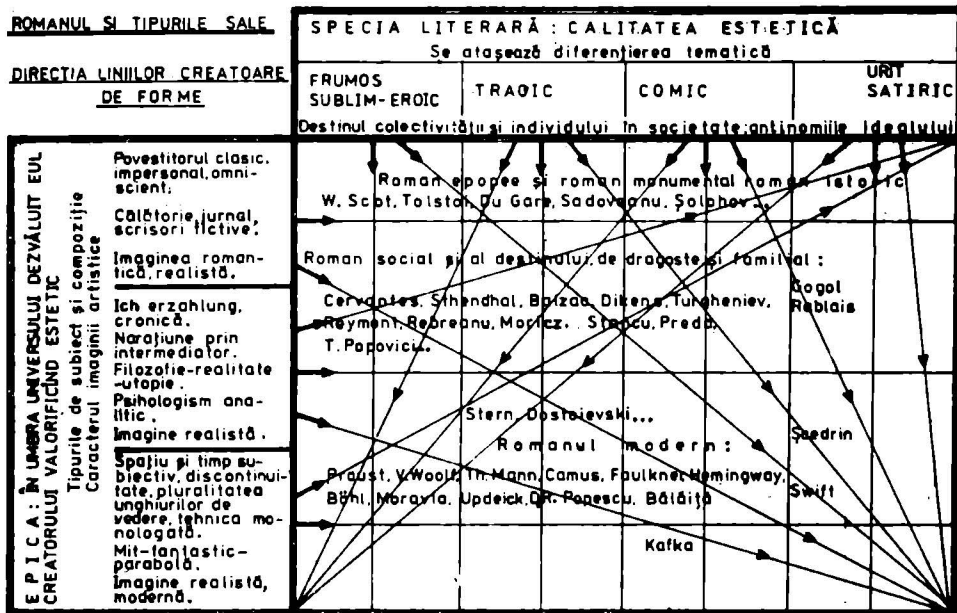 ROMANUL SI TIPURILE SALE
DIRECTIA LINIILOR CREATOARE
DE FORME
SPECIA LITERARĂ : CALITATEA ESTETICĂ
Se atașează diferențierea tematică
FRUMOS
SUBLIM-EROIC
TRAGIC
COMIC
URIT
SATIRIC
Destinul colectivității și individului în societate; antinomiile idealului
EPICA: ÎN UMBRA UNIVERSULUI DEZVĂLUIT EUL
CREATORULUI VALORIFICÎND ESTETIC
Tipurile de subiect și compoziție
Caracterul imaginii artistice
Povestitorul clasic,
impersonal, omni-
scient;
Călătorie, jurnal,
scrisori fictive;
Imaginea roman-
tică, realistă.
Ich erzahlung,
cronică.
Narațiune prin
intermediator.
Filozofie-realitate
-utopie.
Psihologism ana-
litic.
Imagine realistă.
Spațiu și timp su-
biectiv, discontinui-
tate, pluralitatea
unghiurilor de
vedere, tehnica mo-
nologată.
Mit-fantastic-
parabolă.
Imagine realistă,
modernă.
Roman epopee și roman monumental roman istoric
W. Scot, Tolstoi, Du Gare, Sadoveanu, Șolohov...
Roman social și al destinului, de dragoste și familial :
Cervantes, Sthendhal, Balzac, Dikens, Turgheniev,
Reymont, Rebreanu, Moricz. Stancu, Preda,
T. Popovici...
Gogol
Rablais
Stern, Dostoievski...
Romanul modern :
Proust, V. Woolf, Th. Mann, Camus, Faulkner, Hemingway,
Böhl, Moravia, Updeick, D.R. Popescu, Bălăiță
Șcedrin
Swift
Kafka